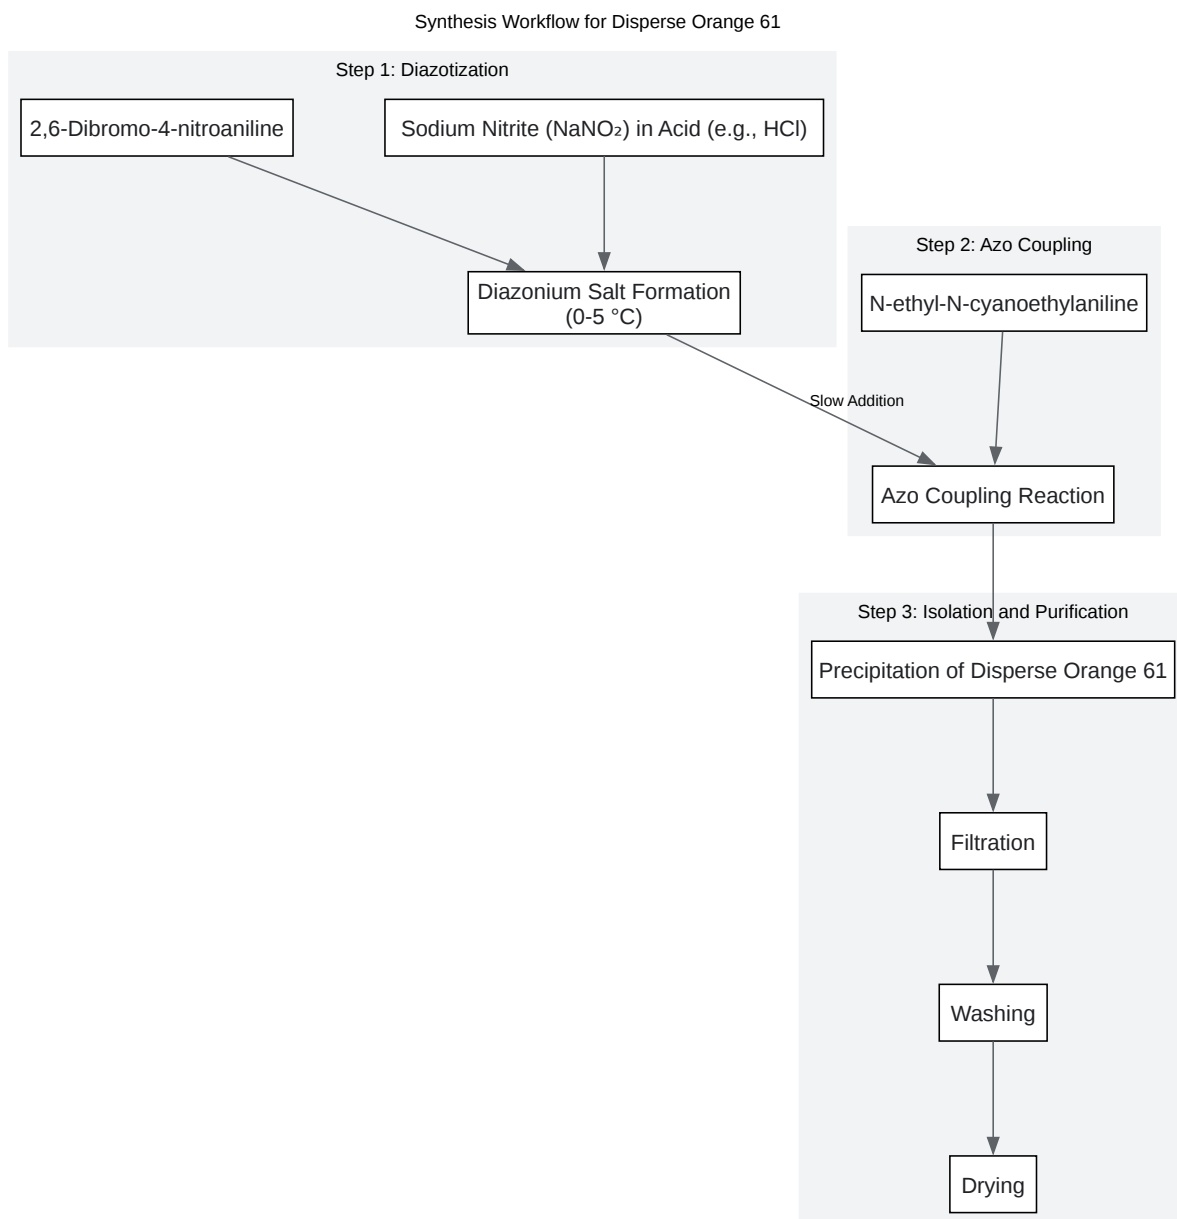 Synthesis Workflow for Disperse Orange 61
Step 1: Diazotization
2,6-Dibromo-4-nitroaniline
Sodium Nitrite (NaNO₂) in Acid (e.g., HCl)
Diazonium Salt Formation
(0-5 °C)
Step 2: Azo Coupling
N-ethyl-N-cyanoethylaniline
Slow Addition
Azo Coupling Reaction
Step 3: Isolation and Purification
Precipitation of Disperse Orange 61
Filtration
Washing
Drying